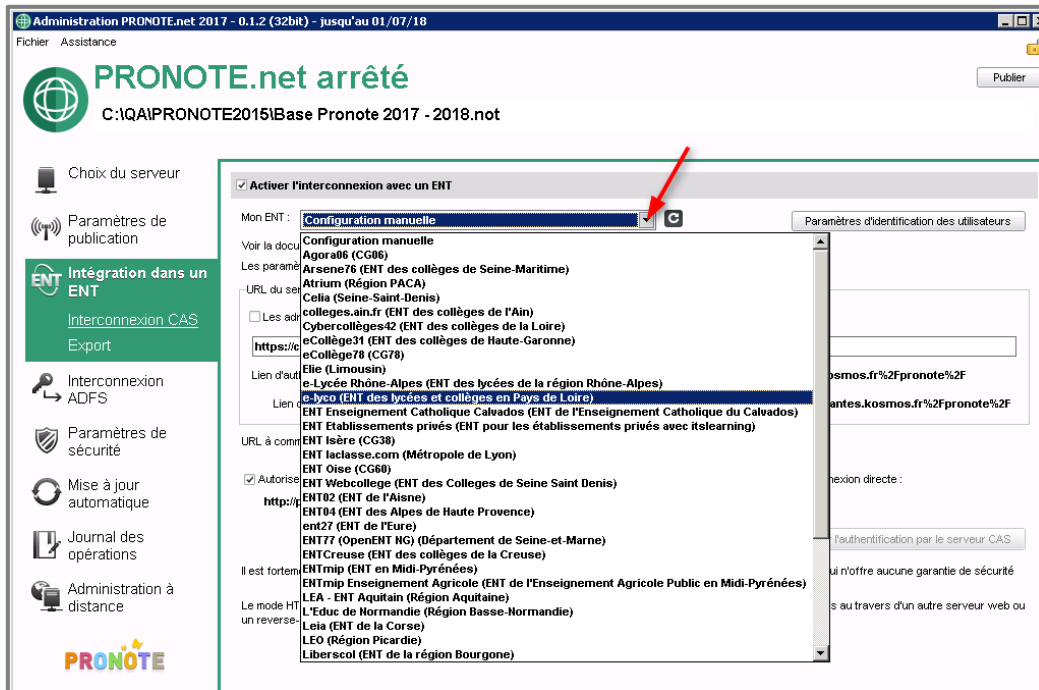 Administration PRONOTE.net 2017 - 0.1.2 (32bit) - jusqu'au 01/07/18
Fichier Assistance
PRONOTE.net arrêté
Publier
C:\QA\PRONOTE2015\Base Pronote 2017 - 2018.not
Choix du serveur
Paramètres de
publication
ENT
Intégration dans un
ENT
Interconnexion CAS
Export
Interconnexion
ADFS
Paramètres de
sécurité
Mise à jour
automatique
Journal des
opérations
Administration à
distance
PRONOTE
Activer l'interconnexion avec un ENT
Mon ENT : Configuration manuelle
Paramètres d'identification des utilisateurs
Voir la docu
Les paramè
URL du ser
Les adr
https://c
Lien d'aut
osmos.fr%2Fpronote%2F
Lien c
antes.kosmos.fr%2Fpronote%2F
URL à comm
Autorise
nexion directe :
http://p
l'authentification par le serveur CAS
Il est fortem
ui n'offre aucune garantie de sécurité
Le mode HT
s au travers d'un autre serveur web ou
un reverse-
Configuration manuelle
Agora06 (CG06)
Arsene76 (ENT des collèges de Seine-Maritime)
Atrium (Région PACA)
Celia (Seine-Saint-Denis)
colleges.ain.fr (ENT des collèges de l'Ain)
Cybercollèges42 (ENT des collèges de la Loire)
eCollège31 (ENT des collèges de Haute-Garonne)
eCollège78 (CG78)
Elie (Limousin)
e-Lycée Rhône-Alpes (ENT des lycées de la région Rhône-Alpes)
e-lyco (ENT des lycées et collèges en Pays de Loire)
ENT Enseignement Catholique Calvados (ENT de l'Enseignement Catholique du Calvados)
ENT Etablissements privés (ENT pour les établissements privés avec itslearning)
ENT Isère (CG38)
ENT laclasse.com (Métropole de Lyon)
ENT Oise (CG60)
ENT Webcollege (ENT des Colleges de Seine Saint Denis)
ENT02 (ENT de l'Aisne)
ENT04 (ENT des Alpes de Haute Provence)
ent27 (ENT de l'Eure)
ENT77 (OpenENT NG) (Département de Seine-et-Marne)
ENTCreuse (ENT des collèges de la Creuse)
ENTmip (ENT en Midi-Pyrénées)
ENTmip Enseignement Agricole (ENT de l'Enseignement Agricole Public en Midi-Pyrénées)
LEA - ENT Aquitain (Région Aquitaine)
L'Educ de Normandie (Région Basse-Normandie)
Leia (ENT de la Corse)
LEO (Région Picardie)
Liberscol (ENT de la région Bourgone)